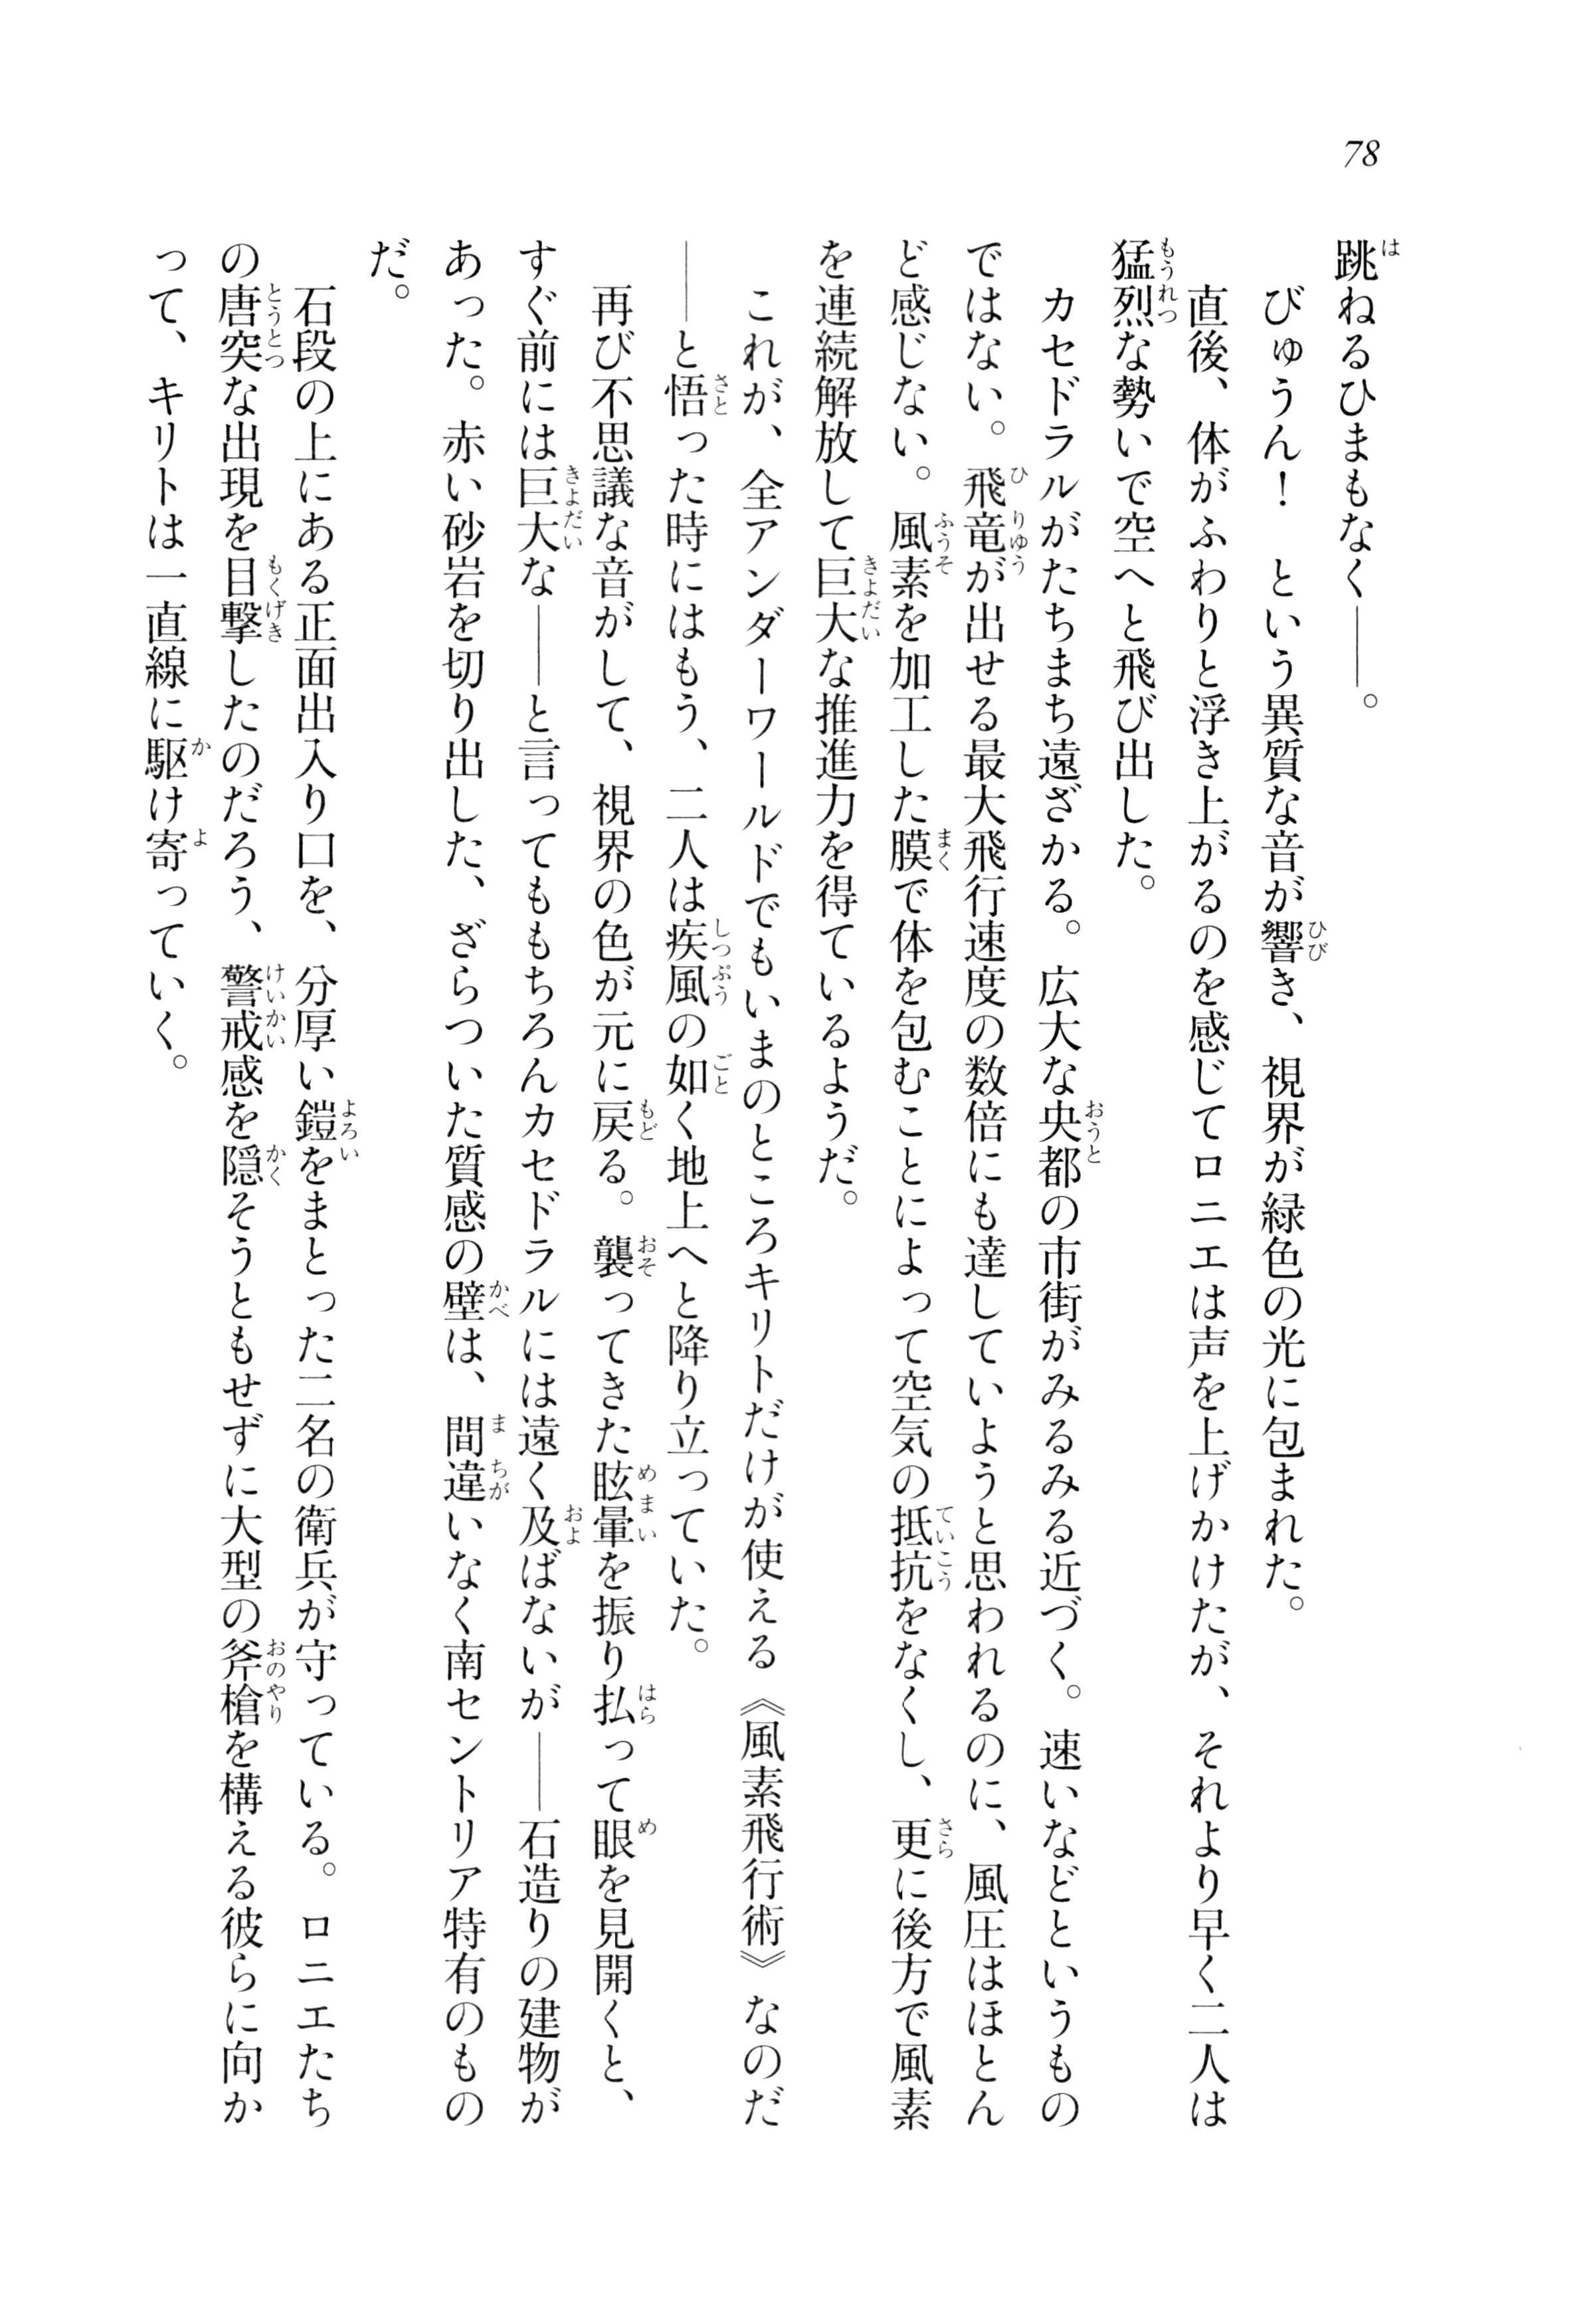 78
跳ねるひまもなく――。
びゅうん！　という異質な音が響き、視界が緑色の光に包まれた。
直後、体がふわりと浮き上がるのを感じてロニエは声を上げかけたが、それより早く二人は
猛烈な勢いで空へと飛び出した。
カセドラルがたちまち遠ざかる。広大な央都の市街がみるみる近づく。速いなどというもの
ではない。飛竜が出せる最大飛行速度の数倍にも達していようと思われるのに、風圧はほとん
ど感じない。風素を加工した膜で体を包むことによって空気の抵抗をなくし、更に後方で風素
を連続解放して巨大な推進力を得ているようだ。
これが、全アンダーワールドでもいまのところキリトだけが使える《風素飛行術》なのだ
――と悟った時にはもう、二人は疾風の如く地上へと降り立っていた。
再び不思議な音がして、視界の色が元に戻る。襲ってきた眩暈を振り払って眼を見開くと、
すぐ前には巨大な――と言ってももちろんカセドラルには遠く及ばないが――石造りの建物が
あった。赤い砂岩を切り出した、ざらついた質感の壁は、間違いなく南セントリア特有のもの
だ。
石段の上にある正面出入り口を、分厚い鎧をまとった二名の衛兵が守っている。ロニエたち
の唐突な出現を目撃したのだろう、警戒感を隠そうともせずに大型の斧槍を構える彼らに向か
って、キリトは一直線に駆け寄っていく。